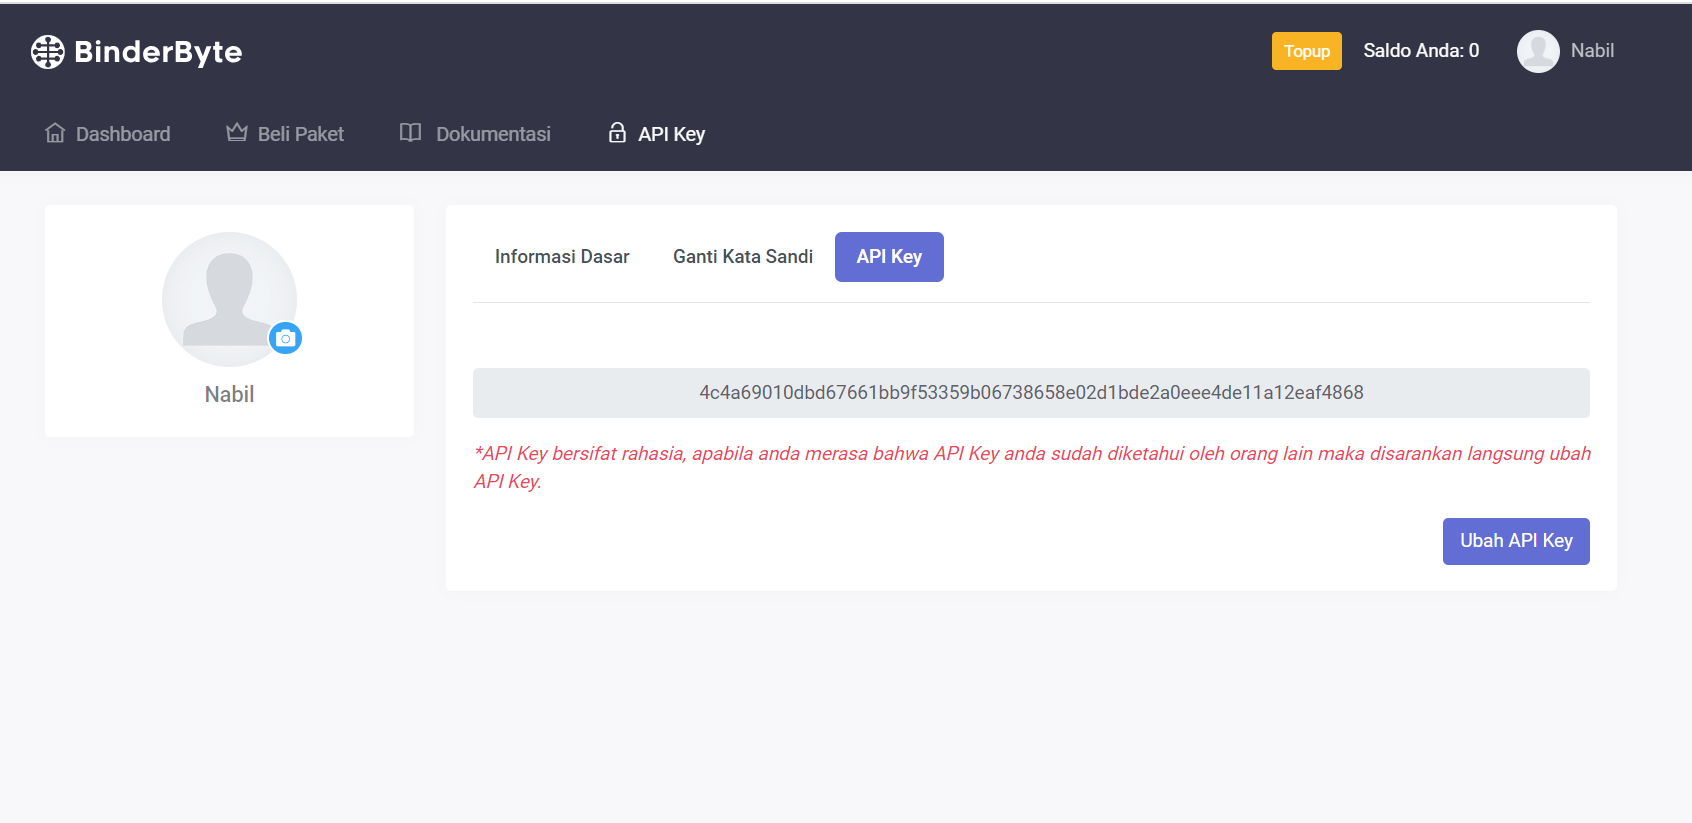 BinderByte
Topup
Saldo Anda: 0
Nabil
Dashboard
Beli Paket
Dokumentasi
API Key
Informasi Dasar
Ganti Kata Sandi
API Key
Nabil
4c4a69010dbd67661bb9f53359b06738658e02d1bde2a0eee4de11a12eaf4868
*API Key bersifat rahasia, apabila anda merasa bahwa API Key anda sudah diketahui oleh orang lain maka disarankan langsung ubah
API Key.
Ubah API Key